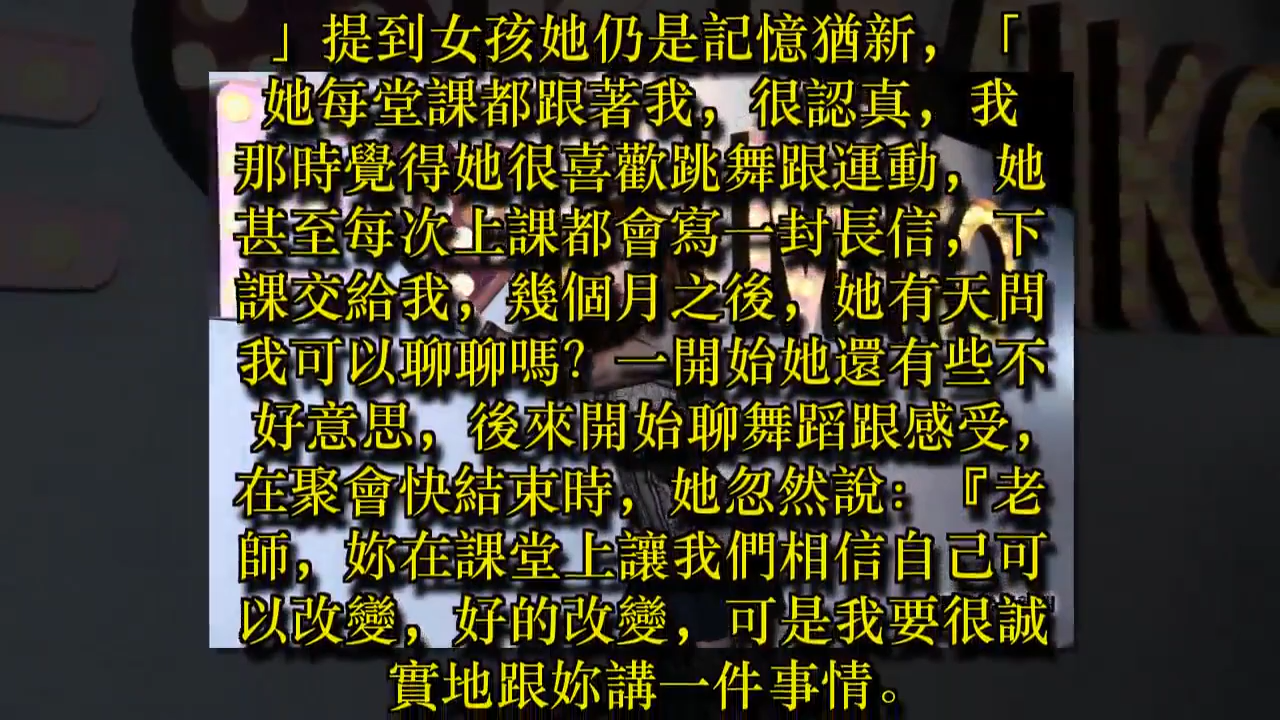 」提到女孩她仍是記憶猶新，「
她每堂課都跟著我，很認真，我
那時覺得她很喜歡跳舞跟運動，她
甚至每次上課都會寫一封長信，下
課交給我，幾個月之後，她有天問
我可以聊聊嗎？一開始她還有些不
好意思，後來開始聊舞蹈跟感受，
在聚會快結束時，她忽然說：『老
師，妳在課堂上讓我們相信自己可
以改變，好的改變，可是我要很誠
實地跟妳講一件事情。